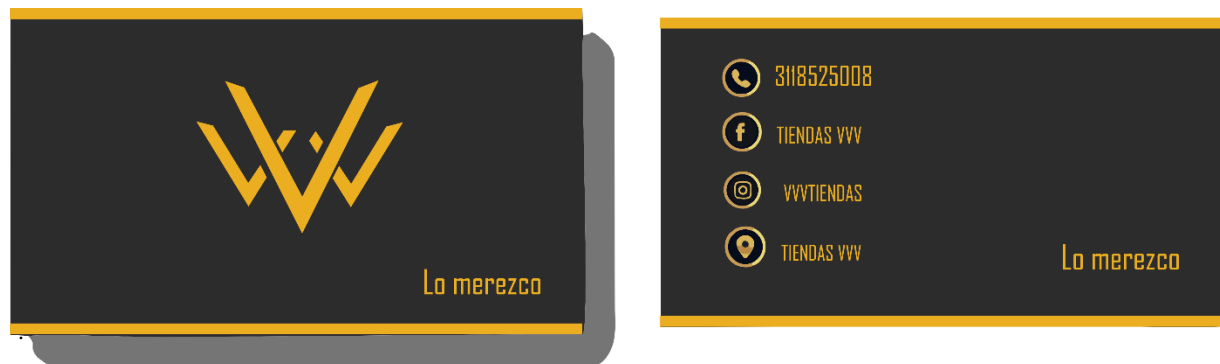 Lo merezco
3118525008
TIENDAS VVV
VVVTIENDAS
TIENDAS VVV
Lo merezco